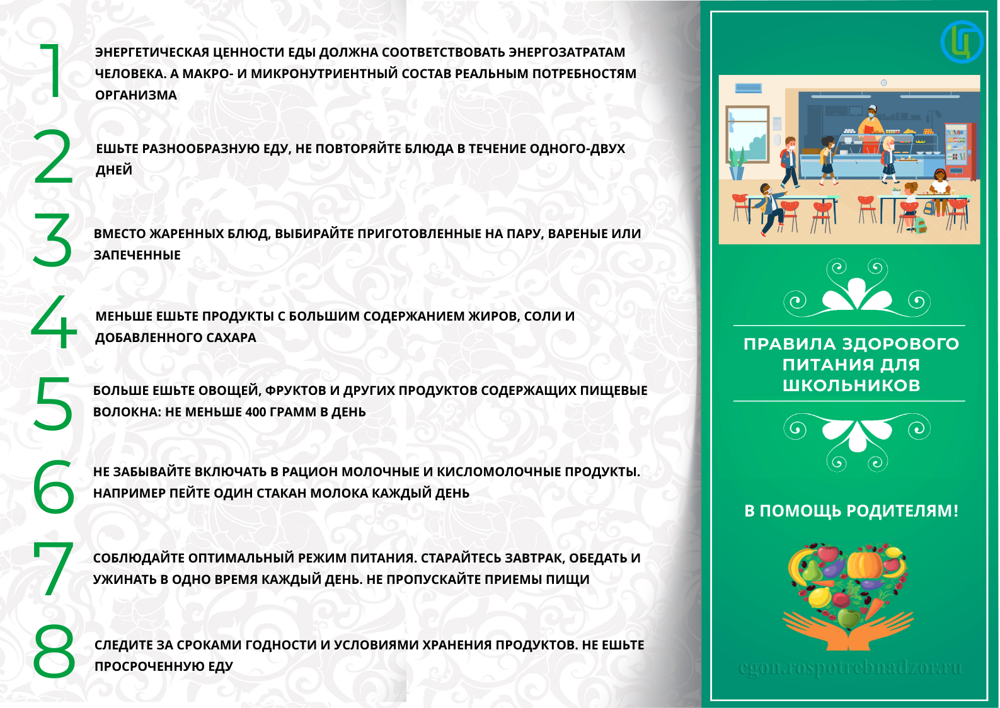 1
ЭНЕРГЕТИЧЕСКАЯ ЦЕННОСТИ ЕДЫ ДОЛЖНА СООТВЕТСТВОВАТЬ ЭНЕРГОЗАТРАТАМ
ЧЕЛОВЕКА. А МАКРО- И МИКРОНУТРИЕНТНЫЙ СОСТАВ РЕАЛЬНЫМ ПОТРЕБНОСТЯМ
ОРГАНИЗМА
2
ЕШЬТЕ РАЗНООБРАЗНУЮ ЕДУ, НЕ ПОВТОРЯЙТЕ БЛЮДА В ТЕЧЕНИЕ ОДНОГО-ДВУХ
ДНЕЙ
3
ВМЕСТО ЖАРЕННЫХ БЛЮД, ВЫБИРАЙТЕ ПРИГОТОВЛЕННЫЕ НА ПАРУ, ВАРЕНЫЕ ИЛИ
ЗАПЕЧЕННЫЕ
4
МЕНЬШЕ ЕШЬТЕ ПРОДУКТЫ С БОЛЬШИМ СОДЕРЖАНИЕМ ЖИРОВ, СОЛИ И
ДОБАВЛЕННОГО САХАРА
5
БОЛЬШЕ ЕШЬТЕ ОВОЩЕЙ, ФРУКТОВ И ДРУГИХ ПРОДУКТОВ СОДЕРЖАЩИХ ПИЩЕВЫЕ
ВОЛОКНА: НЕ МЕНЬШЕ 400 ГРАММ В ДЕНЬ
6
НЕ ЗАБЫВАЙТЕ ВКЛЮЧАТЬ В РАЦИОН МОЛОЧНЫЕ И КИСЛОМОЛОЧНЫЕ ПРОДУКТЫ.
НАПРИМЕР ПЕЙТЕ ОДИН СТАКАН МОЛОКА КАЖДЫЙ ДЕНЬ
7
СОБЛЮДАЙТЕ ОПТИМАЛЬНЫЙ РЕЖИМ ПИТАНИЯ. СТАРАЙТЕСЬ ЗАВТРАК, ОБЕДАТЬ И
УЖИНАТЬ В ОДНО ВРЕМЯ КАЖДЫЙ ДЕНЬ. НЕ ПРОПУСКАЙТЕ ПРИЕМЫ ПИЩИ
8
СЛЕДИТЕ ЗА СРОКАМИ ГОДНОСТИ И УСЛОВИЯМИ ХРАНЕНИЯ ПРОДУКТОВ. НЕ ЕШЬТЕ
ПРОСРОЧЕННУЮ ЕДУ
ПРАВИЛА ЗДОРОВОГО
ПИТАНИЯ ДЛЯ
ШКОЛЬНИКОВ
В ПОМОЩЬ РОДИТЕЛЯМ!
cgon.rospotrebnadzor.ru